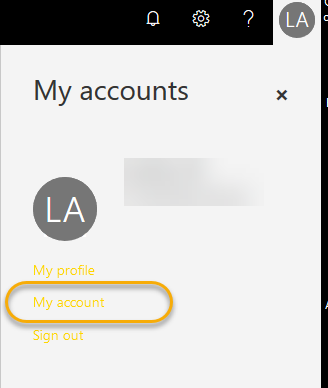 LA
My accounts
×
LA
My profile
My account
Sign out